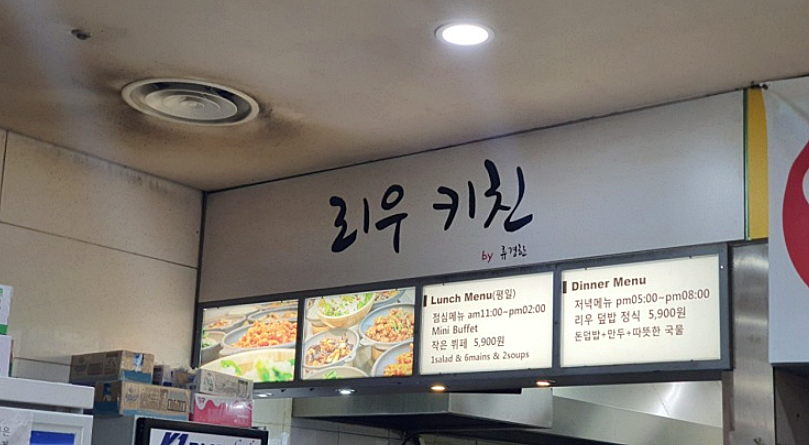 리우 키친
by 류경한
Lunch Menu(평일)
점심메뉴 am11:00~pm02:00
Mini Buffet
작은 뷔페 5,900원
1salad & 6mains & 2soups
Dinner Menu
저녁메뉴 pm05:00~pm08:00
리우 덮밥 정식 5,900원
돈덮밥+만두+따뜻한 국물